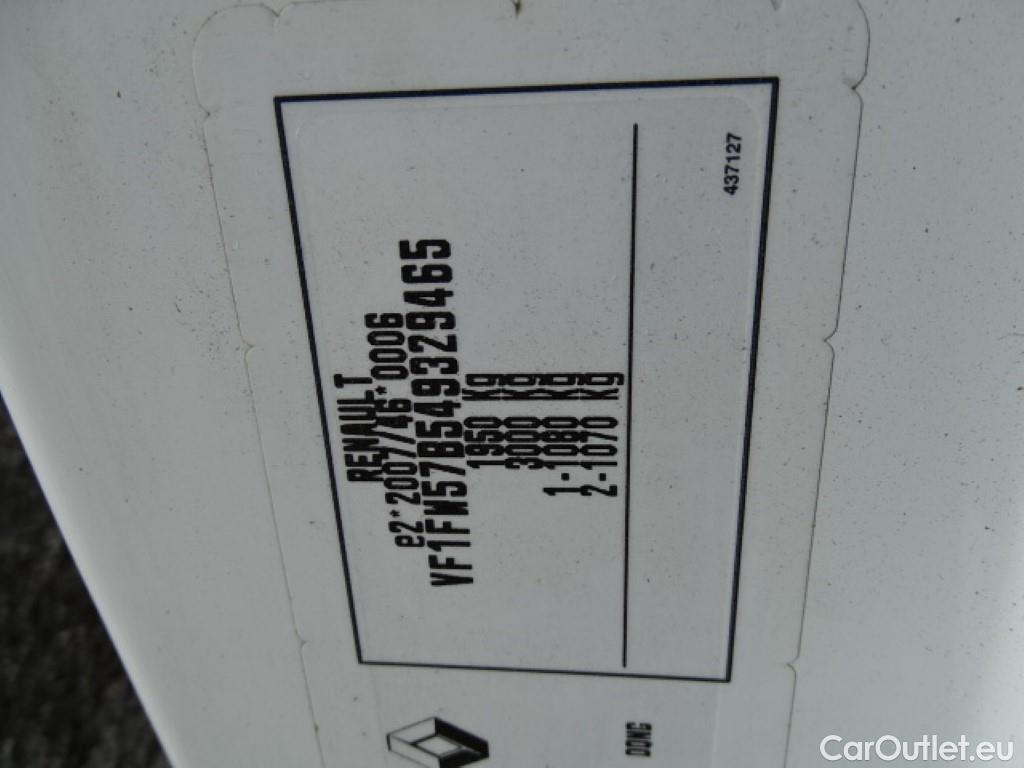 RENAULT
e2*2007/46*0006
VF1FW57B549329465
1950 Kg
3000 Kg
1-1080 Kg
2-1070 Kg
437127
CarOutlet.eu